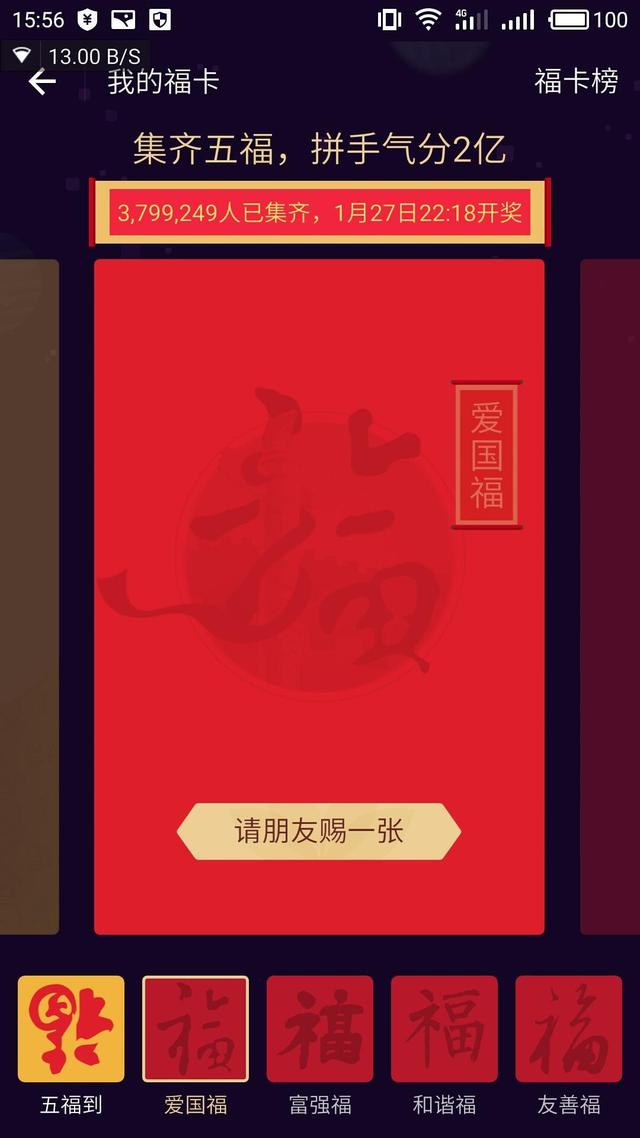 15:56
4G
100
13.00 B/S
我的福卡
福卡榜
集齐五福，拼手气分2亿
3,799,249人已集齐，1月27日22:18开奖
福
爱国福
请朋友赐一张
福 福 福 福 福
五福到 爱国福 富强福 和谐福 友善福